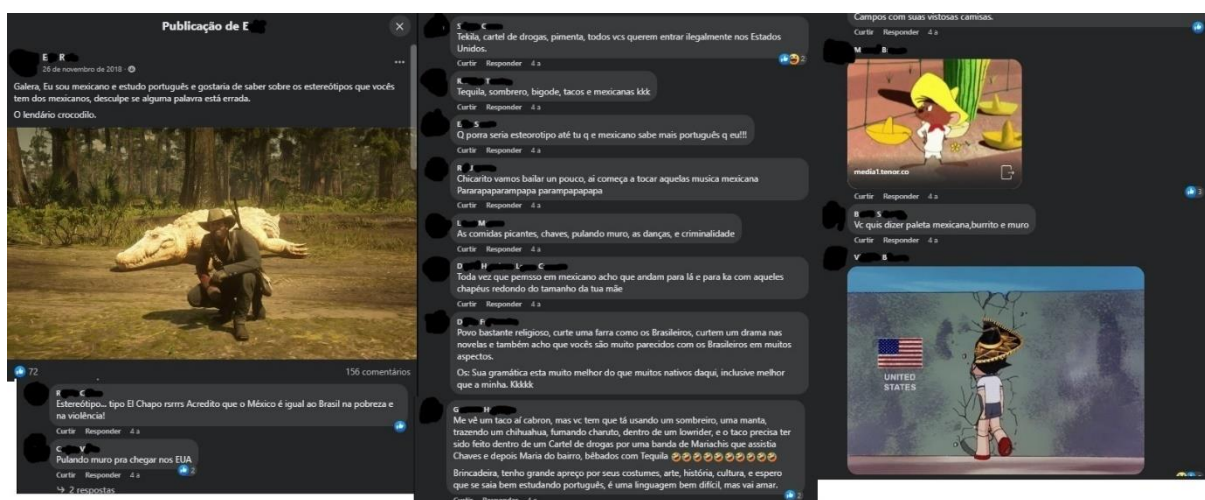 Publicação de E
E R
26 de novembro de 2018
Galera, Eu sou mexicano e estudo português e gostaria de saber sobre os estereótipos que vocês
tem dos mexicanos, desculpe se alguma palavra está errada.
O lendário crocodilo.
72
156 comentários
R C
Estereótipo... tipo El Chapo rsrrrs Acredito que o México é igual ao Brasil na pobreza e
na violência!
Curtir Responder 4 a
C V
Pulando muro pra chegar nos EUA
Curtir Responder 4 a
2
2 respostas
S C
Tekila, cartel de drogas, pimenta, todos vcs querem entrar ilegalmente nos Estados
Unidos.
2
Curtir Responder 4 a
R T
Tequila, sombrero, bigode, tacos e mexicanas kkk
Curtir Responder 4 a
E S
Q porra seria esteorotipo até tu q e mexicano sabe mais português q eu!!!
Curtir Responder 4 a
R J
Chicarito vamos bailar un pouco, aí começa a tocar aquelas musica mexicana
Pararapaparampapa parampapapapa
Curtir Responder 4 a
L M
As comidas picantes, chaves, pulando muro, as danças, e criminalidade
Curtir Responder 4 a
D H L C
Toda vez que pemsso em mexicano acho que andam para lá e para ka com aqueles
chapéus redondo do tamanho da tua mãe
Curtir Responder 4 a
D F
Povo bastante religioso, curte uma farra como os Brasileiros, curtem um drama nas
novelas e também acho que vocês são muito parecidos com os Brasileiros em muitos
aspectos.
Os: Sua gramática esta muito melhor do que muitos nativos daqui, inclusive melhor
que a minha. Kkkkk
Curtir Responder 4 a
G H
Me vê um taco aí cabron, mas vc tem que tá usando um sombreiro, uma manta,
trazendo um chihuahua, fumando charuto, dentro de um lowrider, e o taco precisa ter
sido feito dentro de um Cartel de drogas por uma banda de Mariachis que assistia
Chaves e depois Maria do bairro, bêbados com Tequila 🤣🤣🤣🤣🤣🤣🤣🤣🤣🤣
Brincadeira, tenho grande apreço por seus costumes, arte, história, cultura, e espero
que se saia bem estudando português, é uma linguagem bem difícil, mas vai amar.
2
Curtir Responder 4 a
Campos com suas vistosas camisas.
Curtir Responder 4 a
M B
media1.tenor.co
Curtir Responder 4 a
3
B S
Vc quis dizer paleta mexicana,burrito e muro
Curtir Responder 4 a
V B
UNITED
STATES
Curtir Responder 4 a